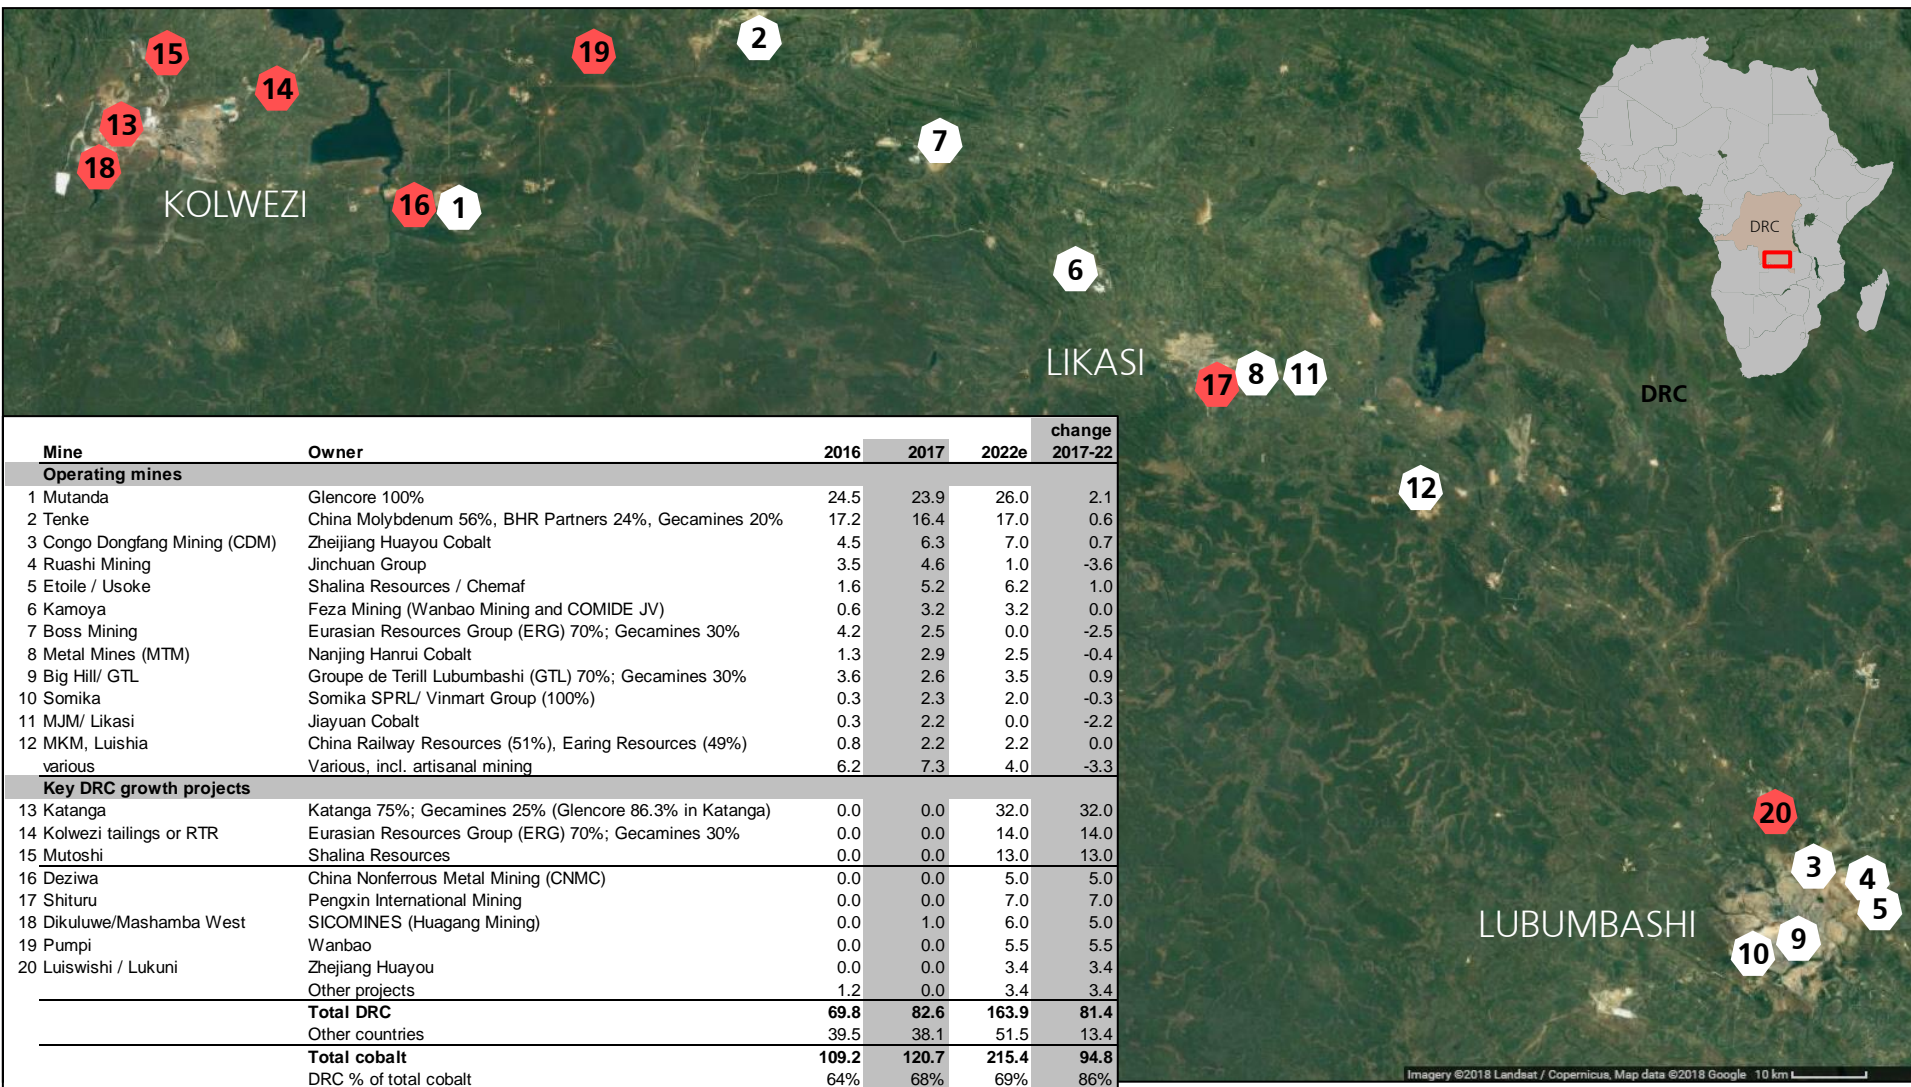 15
19
2
14
13
7
18
KOLWEZI
16
1
DRC
6
LIKASI
17
8
11
DRC
12
20
3
4
5
LUBUMBASHI
9
10
change
Mine Owner 2016 2017 2022e 2017-22
Operating mines
1 Mutanda Glencore 100% 24.5 23.9 26.0 2.1
2 Tenke China Molybdenum 56%, BHR Partners 24%, Gecamines 20% 17.2 16.4 17.0 0.6
3 Congo Dongfang Mining (CDM) Zheijiang Huayou Cobalt 4.5 6.3 7.0 0.7
4 Ruashi Mining Jinchuan Group 3.5 4.6 1.0 -3.6
5 Etoile / Usoke Shalina Resources / Chemaf 1.6 5.2 6.2 1.0
6 Kamoya Feza Mining (Wanbao Mining and COMIDE JV) 0.6 3.2 3.2 0.0
7 Boss Mining Eurasian Resources Group (ERG) 70%; Gecamines 30% 4.2 2.5 0.0 -2.5
8 Metal Mines (MTM) Nanjing Hanrui Cobalt 1.3 2.9 2.5 -0.4
9 Big Hill/ GTL Groupe de Terill Lubumbashi (GTL) 70%; Gecamines 30% 3.6 2.6 3.5 0.9
10 Somika Somika SPRL/ Vinmart Group (100%) 0.3 2.3 2.0 -0.3
11 MJM/ Likasi Jiayuan Cobalt 0.3 2.2 0.0 -2.2
12 MKM, Luishia China Railway Resources (51%), Earing Resources (49%) 0.8 2.2 2.2 0.0
various Various, incl. artisanal mining 6.2 7.3 4.0 -3.3
Key DRC growth projects
13 Katanga Katanga 75%; Gecamines 25% (Glencore 86.3% in Katanga) 0.0 0.0 32.0 32.0
14 Kolwezi tailings or RTR Eurasian Resources Group (ERG) 70%; Gecamines 30% 0.0 0.0 14.0 14.0
15 Mutoshi Shalina Resources 0.0 0.0 13.0 13.0
16 Deziwa China Nonferrous Metal Mining (CNMC) 0.0 0.0 5.0 5.0
17 Shituru Pengxin International Mining 0.0 0.0 7.0 7.0
18 Dikuluwe/Mashamba West SICOMINES (Huagang Mining) 0.0 1.0 6.0 5.0
19 Pumpi Wanbao 0.0 0.0 5.5 5.5
20 Luiswishi / Lukuni Zhejiang Huayou 0.0 0.0 3.4 3.4
Other projects 1.2 0.0 3.4 3.4
Total DRC 69.8 82.6 163.9 81.4
Other countries 39.5 38.1 51.5 13.4
Total cobalt 109.2 120.7 215.4 94.8
DRC % of total cobalt 64% 68% 69% 86%
Imagery ©2018 Landsat / Copernicus, Map data ©2018 Google 10 km